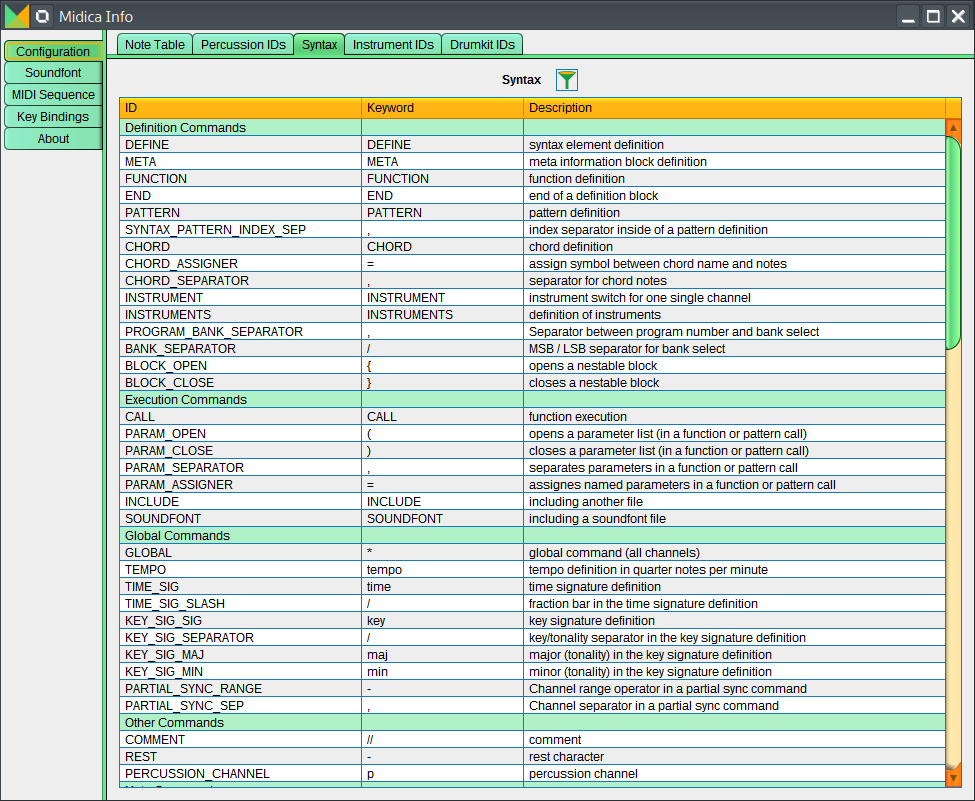 Midica Info
Configuration
Soundfont
MIDI Sequence
Key Bindings
About
Note Table Percussion IDs Syntax Instrument IDs Drumkit IDs
Syntax
ID Keyword Description
Definition Commands
DEFINE DEFINE syntax element definition
META META meta information block definition
FUNCTION FUNCTION function definition
END END end of a definition block
PATTERN PATTERN pattern definition
SYNTAX_PATTERN_INDEX_SEP , index separator inside of a pattern definition
CHORD CHORD chord definition
CHORD_ASSIGNER = assign symbol between chord name and notes
CHORD_SEPARATOR , separator for chord notes
INSTRUMENT INSTRUMENT instrument switch for one single channel
INSTRUMENTS INSTRUMENTS definition of instruments
PROGRAM_BANK_SEPARATOR , Separator between program number and bank select
BANK_SEPARATOR / MSB / LSB separator for bank select
BLOCK_OPEN { opens a nestable block
BLOCK_CLOSE } closes a nestable block
Execution Commands
CALL CALL function execution
PARAM_OPEN ( opens a parameter list (in a function or pattern call)
PARAM_CLOSE ) closes a parameter list (in a function or pattern call)
PARAM_SEPARATOR , separates parameters in a function or pattern call
PARAM_ASSIGNER = assignes named parameters in a function or pattern call
INCLUDE INCLUDE including another file
SOUNDFONT SOUNDFONT including a soundfont file
Global Commands
GLOBAL * global command (all channels)
TEMPO tempo tempo definition in quarter notes per minute
TIME_SIG time time signature definition
TIME_SIG_SLASH / fraction bar in the time signature definition
KEY_SIG_SIG key key signature definition
KEY_SIG_SEPARATOR / key/tonality separator in the key signature definition
KEY_SIG_MAJ maj major (tonality) in the key signature definition
KEY_SIG_MIN min minor (tonality) in the key signature definition
PARTIAL_SYNC_RANGE - Channel range operator in a partial sync command
PARTIAL_SYNC_SEP , Channel separator in a partial sync command
Other Commands
COMMENT // comment
REST - rest character
PERCUSSION_CHANNEL p percussion channel